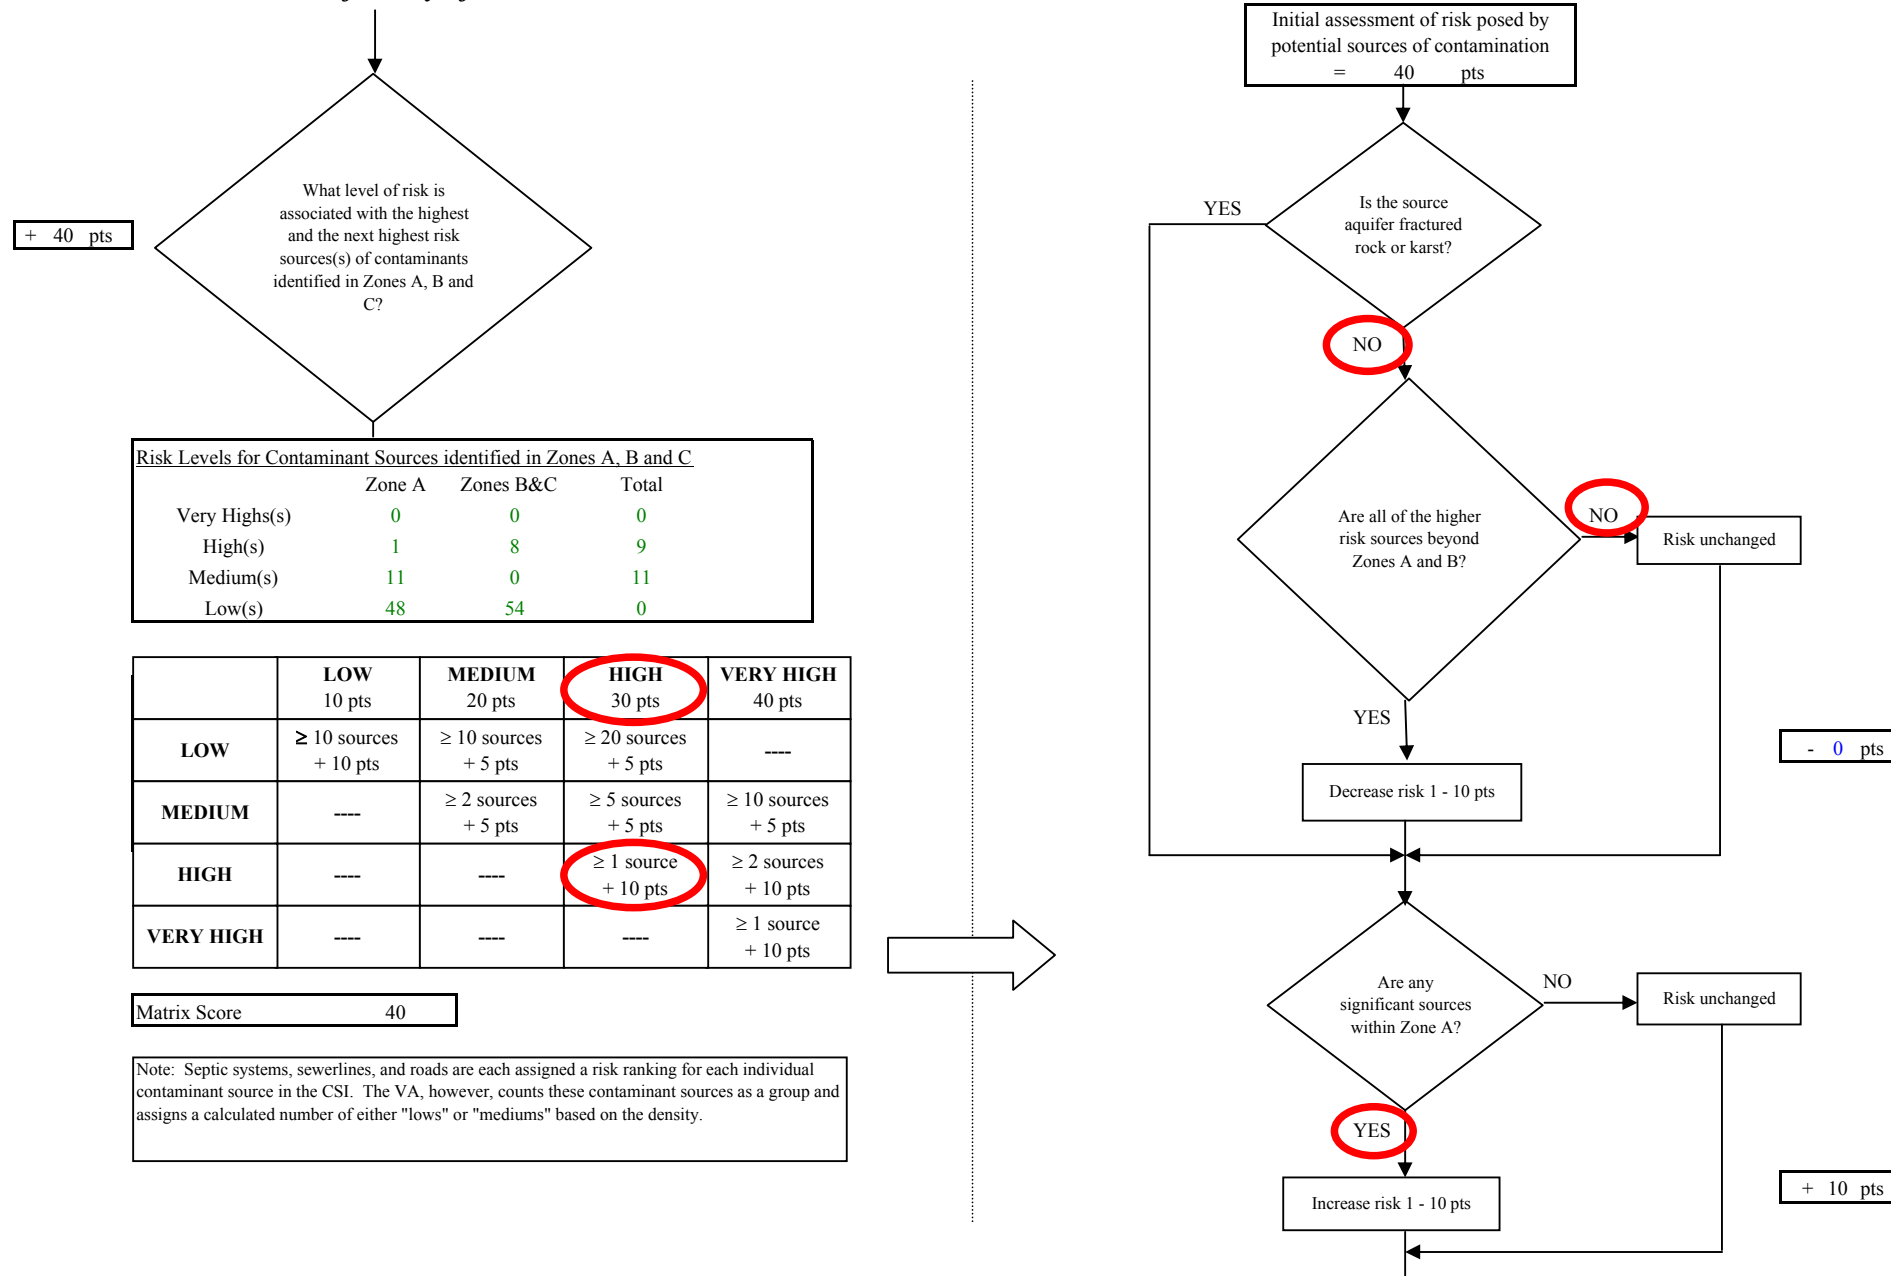 What level of risk is
associated with the highest
and the next highest risk
sources(s) of contaminants
identified in Zones A, B and
C?
+ 40 pts
Risk Levels for Contaminant Sources identified in Zones A, B and C
Zone A Zones B&C Total
Very Highs(s) 0 0 0
High(s) 1 8 9
Medium(s) 11 0 11
Low(s) 48 54 0
LOW MEDIUM HIGH VERY HIGH
10 pts 20 pts 30 pts 40 pts
LOW ≥ 10 sources + 10 pts ≥ 10 sources + 5 pts ≥ 20 sources + 5 pts ----
MEDIUM ---- ≥ 2 sources + 5 pts ≥ 5 sources + 5 pts ≥ 10 sources + 5 pts
HIGH ---- ---- ≥ 1 source + 10 pts ≥ 2 sources + 10 pts
VERY HIGH ---- ---- ---- ≥ 1 source + 10 pts
Matrix Score 40
Note: Septic systems, sewerlines, and roads are each assigned a risk ranking for each individual
contaminant source in the CSI. The VA, however, counts these contaminant sources as a group and
assigns a calculated number of either "lows" or "mediums" based on the density.
Initial assessment of risk posed by
potential sources of contamination
= 40 pts
Is the source
aquifer fractured
rock or karst?
YES
NO
Are all of the higher
risk sources beyond
Zones A and B?
NO
Risk unchanged
YES
Decrease risk 1 - 10 pts
- 0 pts
Are any
significant sources
within Zone A?
NO
Risk unchanged
YES
Increase risk 1 - 10 pts
+ 10 pts